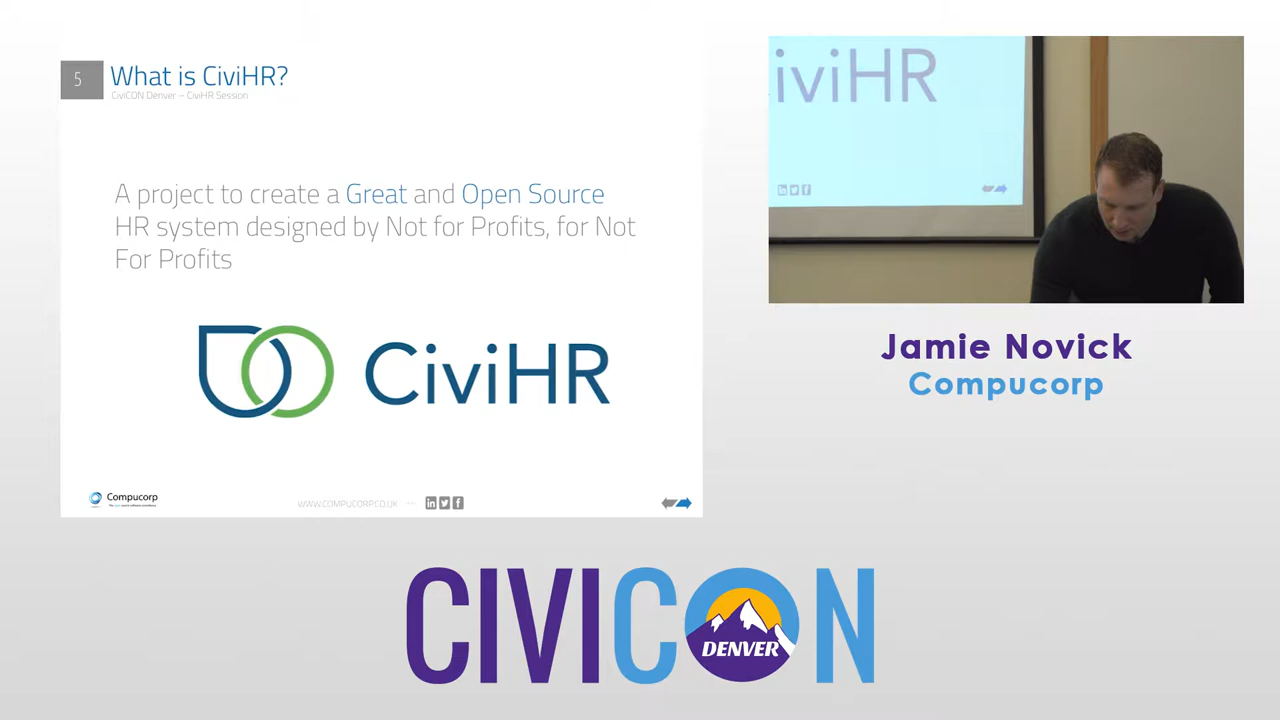 5
What is CiviHR?
CiviCON Denver – CiviHR Session
A project to create a Great and Open Source
HR system designed by Not for Profits, for Not
For Profits
CiviHR
Compucorp
WWW.COMPUCORP.CO.UK
iviHR
Jamie Novick
Compucorp
CIVICON
DENVER